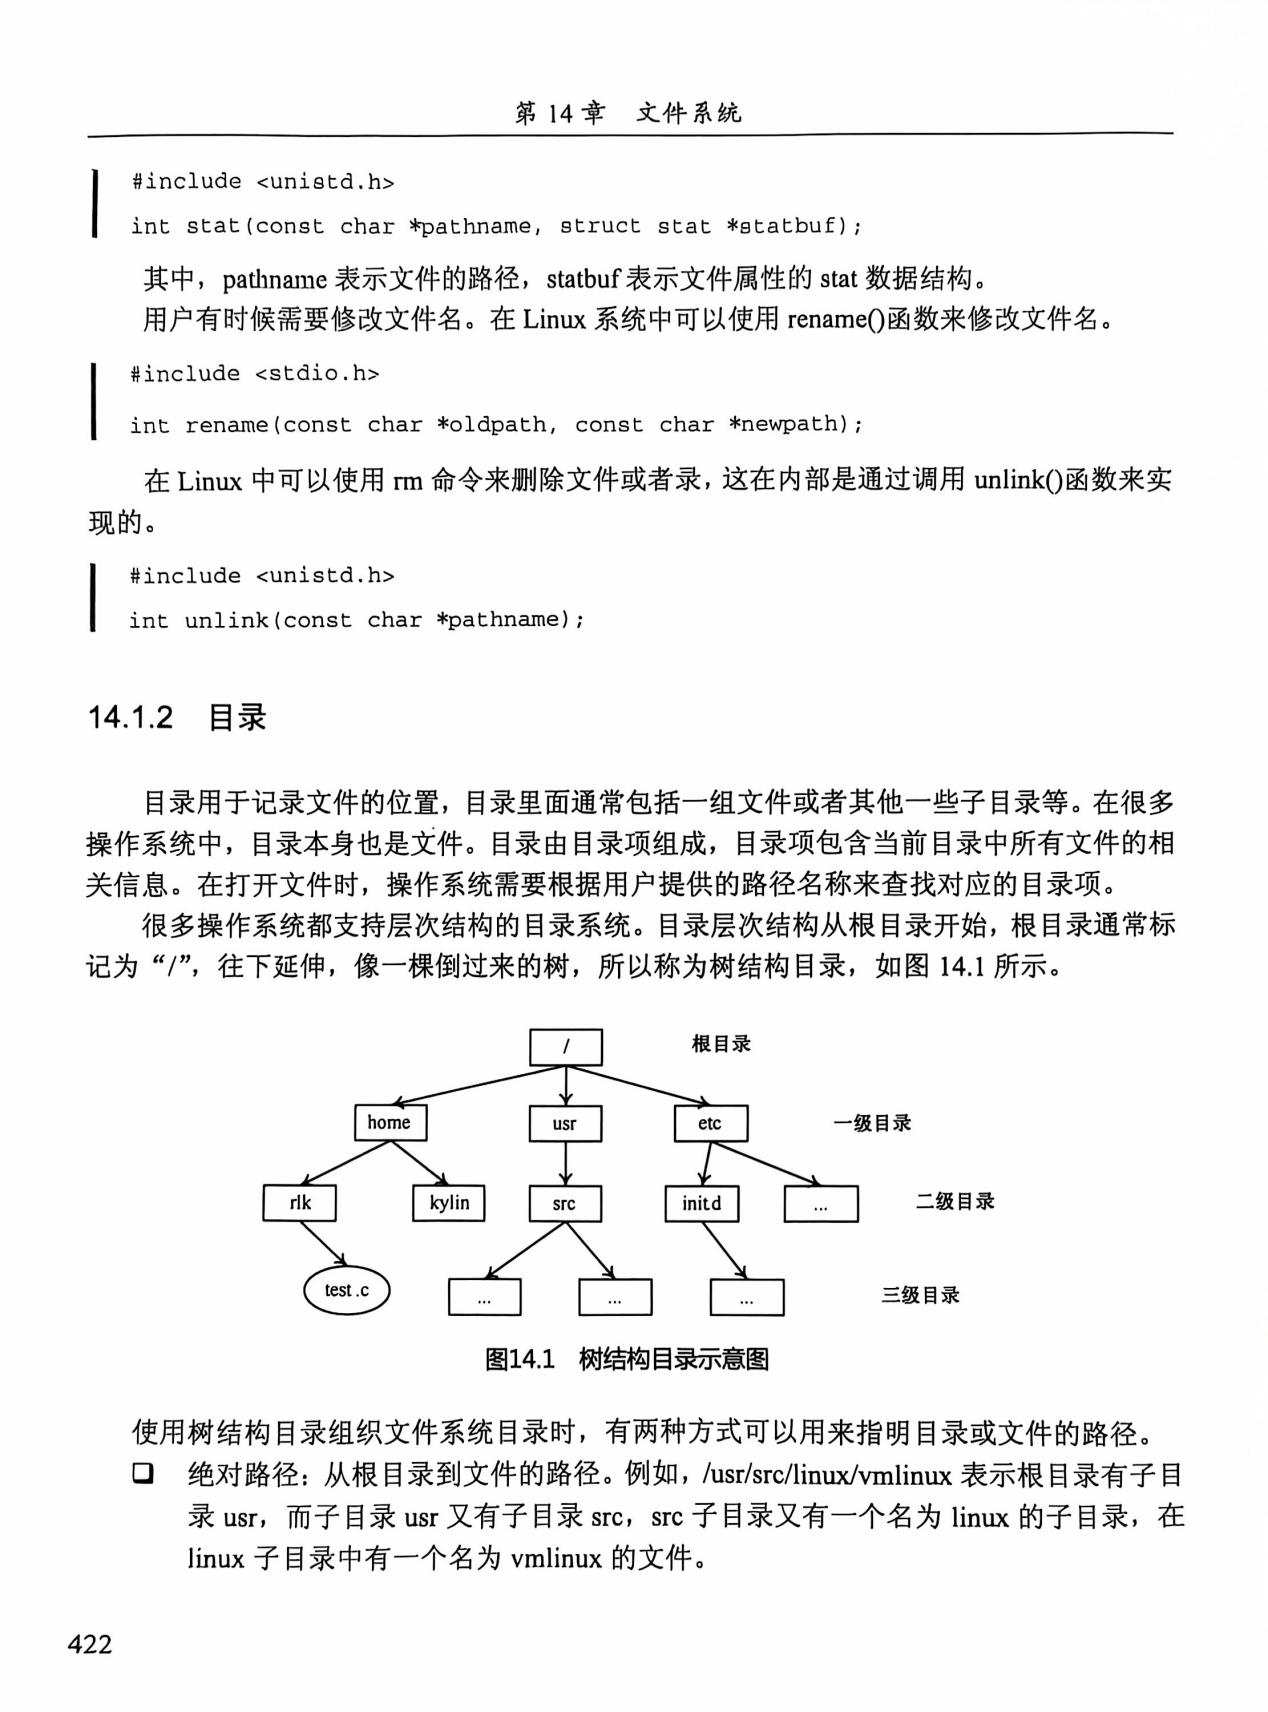 第 14 章 文件系统
#include <unistd.h>
int stat(const char *pathname, struct stat *statbuf);
其中，pathname 表示文件的路径，statbuf 表示文件属性的 stat 数据结构。
用户有时候需要修改文件名。在 Linux 系统中可以使用 rename()函数来修改文件名。
#include <stdio.h>
int rename(const char *oldpath, const char *newpath);
在 Linux 中可以使用 rm 命令来删除文件或者录，这在内部是通过调用 unlink()函数来实
现的。
#include <unistd.h>
int unlink(const char *pathname);
14.1.2 目录
目录用于记录文件的位置，目录里面通常包括一组文件或者其他一些子目录等。在很多
操作系统中，目录本身也是文件。目录由目录项组成，目录项包含当前目录中所有文件的相
关信息。在打开文件时，操作系统需要根据用户提供的路径名称来查找对应的目录项。
很多操作系统都支持层次结构的目录系统。目录层次结构从根目录开始，根目录通常标
记为“/”，往下延伸，像一棵倒过来的树，所以称为树结构目录，如图 14.1 所示。
/ 根目录
home usr etc 一级目录
rlk kylin src init.d ... 二级目录
test.c ... ... ... 三级目录
图14.1 树结构目录示意图
使用树结构目录组织文件系统目录时，有两种方式可以用来指明目录或文件的路径。
❑ 绝对路径：从根目录到文件的路径。例如，/usr/src/linux/vmlinux 表示根目录有子目
录 usr，而子目录 usr 又有子目录 src，src 子目录又有一个名为 linux 的子目录，在
linux 子目录中有一个名为 vmlinux 的文件。
422